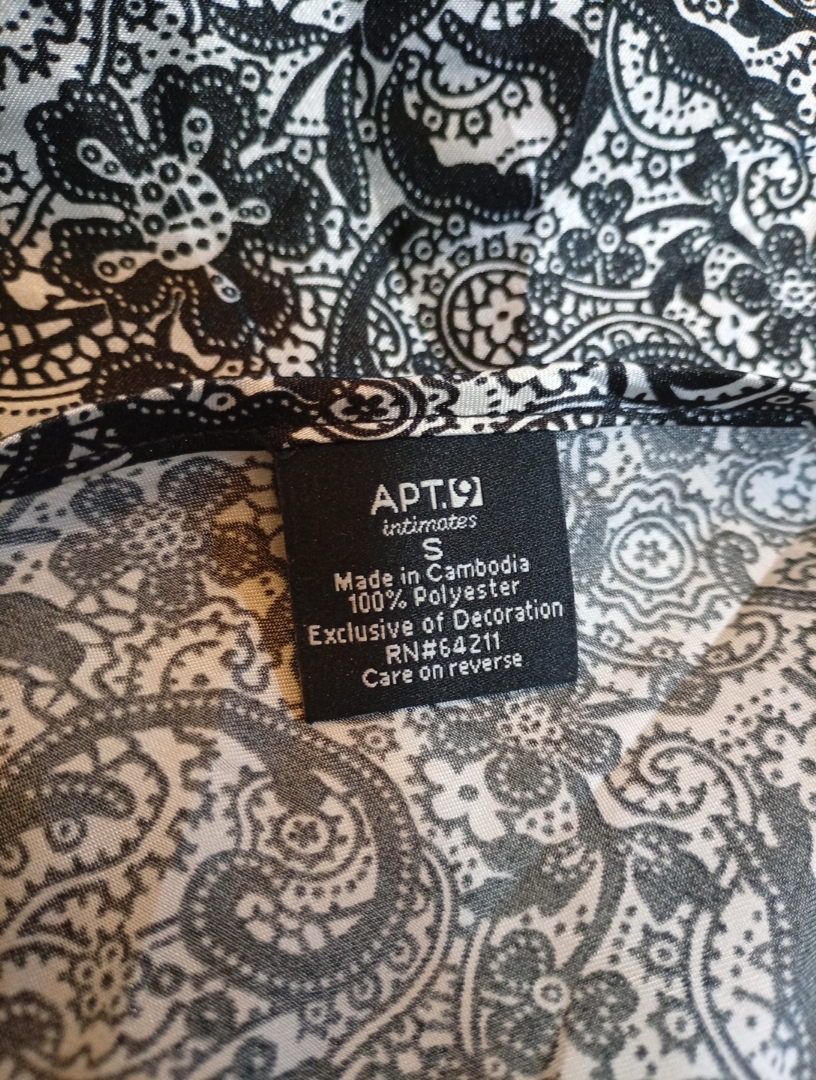 APT.9
intimates
S
Made in Cambodia
100% Polyester
Exclusive of Decoration
RN#64211
Care on reverse